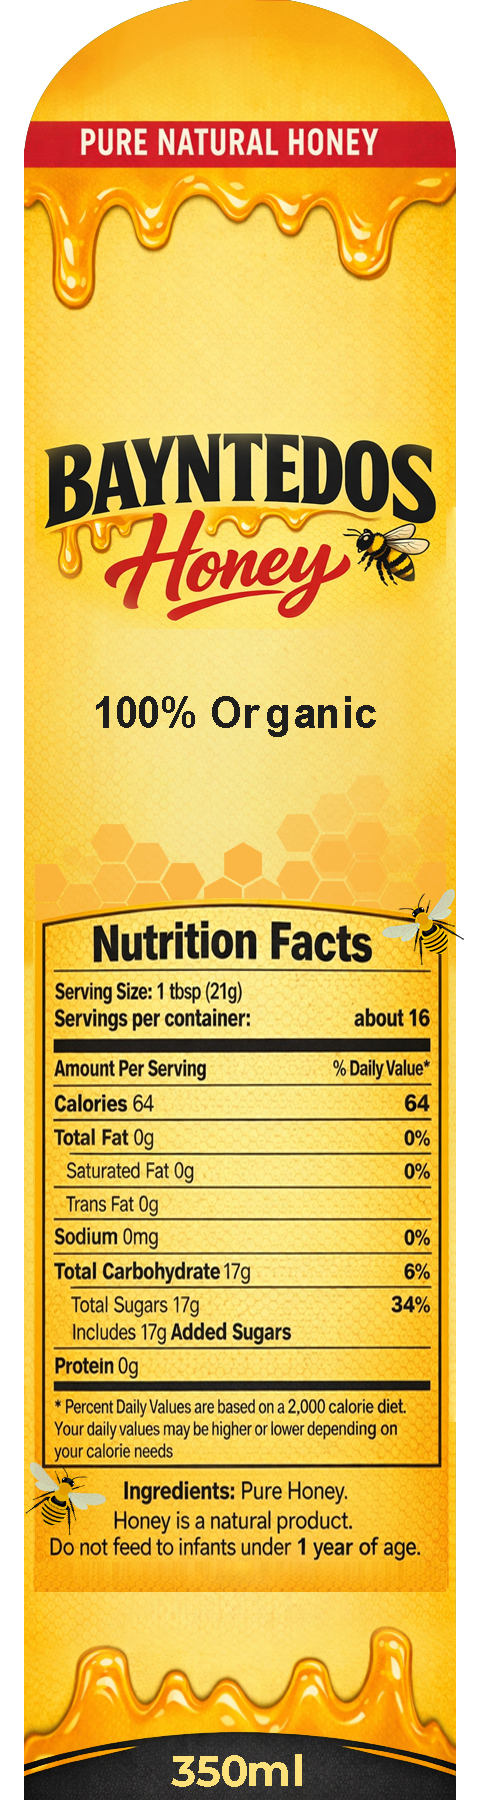 PURE NATURAL HONEY
BAYNTEDOS
Honey
100% Organic
Nutrition Facts
Serving Size: 1 tbsp (21g)
Servings per container: about 16
Amount Per Serving % Daily Value*
Calories 64 64
Total Fat 0g 0%
Saturated Fat 0g 0%
Trans Fat 0g
Sodium 0mg 0%
Total Carbohydrate 17g 6%
Total Sugars 17g 34%
Includes 17g Added Sugars
Protein 0g
* Percent Daily Values are based on a 2,000 calorie diet.
Your daily values may be higher or lower depending on
your calorie needs
Ingredients: Pure Honey.
Honey is a natural product.
Do not feed to infants under 1 year of age.
350ml